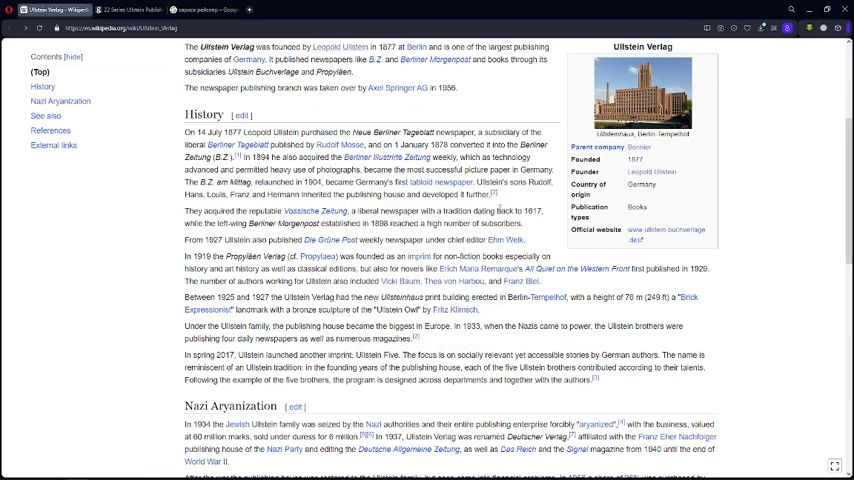 Ullstein Verlag - Wikiped
22 Series Ullstein Publish
лариса рейснер – Google
https://en.wikipedia.org/wiki/Ullstein_Verlag
Contents [hide]
(Top)
History
Nazi Aryanization
See also
References
External links
The Ullstein Verlag was founded by Leopold Ullstein in 1877 at Berlin and is one of the largest publishing
companies of Germany. It published newspapers like B.Z. and Berliner Morgenpost and books through its
subsidiaries Ullstein Buchverlage and Propyläen.
The newspaper publishing branch was taken over by Axel Springer AG in 1956.
History [ edit ]
On 14 July 1877 Leopold Ullstein purchased the Neue Berliner Tageblatt newspaper, a subsidiary of the
liberal Berliner Tageblatt published by Rudolf Mosse, and on 1 January 1878 converted it into the Berliner
Zeitung (B.Z.).[1] In 1894 he also acquired the Berliner Illustrirte Zeitung weekly, which as technology
advanced and permitted heavy use of photographs, became the most successful picture paper in Germany.
The B.Z. am Mittag, relaunched in 1904, became Germany's first tabloid newspaper. Ullstein's sons Rudolf,
Hans, Louis, Franz and Hermann inherited the publishing house and developed it further.[2]
They acquired the reputable Vossische Zeitung, a liberal newspaper with a tradition dating back to 1617,
while the left-wing Berliner Morgenpost established in 1898 reached a high number of subscribers.
From 1927 Ullstein also published Die Grüne Post weekly newspaper under chief editor Ehm Welk.
In 1919 the Propyläen Verlag (cf. Propylaea) was founded as an imprint for non-fiction books especially on
history and art history as well as classical editions, but also for novels like Erich Maria Remarque's All Quiet on the Western Front first published in 1929.
The number of authors working for Ullstein also included Vicki Baum, Thea von Harbou, and Franz Blei.
Between 1925 and 1927 the Ullstein Verlag had the new Ullsteinhaus print building erected in Berlin-Tempelhof, with a height of 76 m (249 ft) a "Brick
Expressionist" landmark with a bronze sculpture of the "Ullstein Owl" by Fritz Klimsch.
Under the Ullstein family, the publishing house became the biggest in Europe. In 1933, when the Nazis came to power, the Ullstein brothers were
publishing four daily newspapers as well as numerous magazines.[2]
In spring 2017, Ullstein launched another imprint: Ullstein Five. The focus is on socially relevant yet accessible stories by German authors. The name is
reminiscent of an Ullstein tradition: in the founding years of the publishing house, each of the five Ullstein brothers contributed according to their talents.
Following the example of the five brothers, the program is designed across departments and together with the authors.[3]
Nazi Aryanization [ edit ]
In 1934 the Jewish Ullstein family was seized by the Nazi authorities and their entire publishing enterprise forcibly "aryanized",[4] with the business, valued
at 60 million marks, sold under duress for 6 million.[5][6] In 1937, Ullstein Verlag was renamed Deutscher Verlag,[7] affiliated with the Franz Eher Nachfolger
publishing house of the Nazi Party and editing the Deutsche Allgemeine Zeitung, as well as Das Reich and the Signal magazine from 1940 until the end of
World War II.
Ullstein Verlag
Ullsteinhaus, Berlin-Tempelhof
Parent company Bonnier
Founded 1877
Founder Leopold Ullstein
Country of Germany
origin
Publication Books
types
Official website www.ullstein-buchverlage
.de